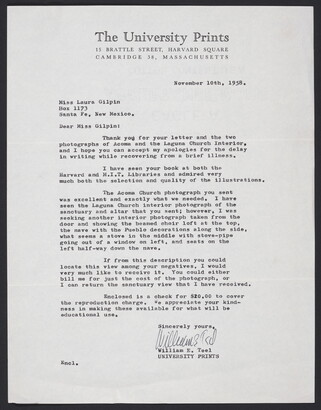 The University Prints
15 BRATTLE STREET, HARVARD SQUARE
CAMBRIDGE 38, MASSACHUSETTS
November 10th, 1958.
Miss Laura Gilpin
Box 1173
Santa Fe, New Mexico.
Dear Miss Gilpin:
Thank you for your letter and the two
photographs of Acoma and the Laguna Church Interior,
and I hope you can accept my apologies for the delay
in writing while recovering from a brief illness.
I have seen your book at both the
Harvard and M.I.T. Libraries and admired very
much both the selection and quality of the illustrations.
The Acoma Church photograph you sent
was excellent and exactly what we needed. I have
seen the Laguna Church interior photograph of the
sanctuary and altar that you sent; however, I was
seeking another interior photograph taken from the
door and showing the banned choir loft at top,
the nave with the Pueblo decorations along the side,
what seems a stove in the middle with stove-pipe
going out of a window on left, and seats on the
left half-way down the nave.
If from this description you could
locate this view among your negatives, I would
very much like to receive it. You could either
bill me for just the cost of the photograph, or
I can return the sanctuary view that I have received.
Enclosed is a check for $20.00 to cover
the reproduction charge. We appreciate your kind-
ness in making these available for what will be
educational use.
Sincerely yours,
William E. Teel
UNIVERSITY PRINTS
Encl.